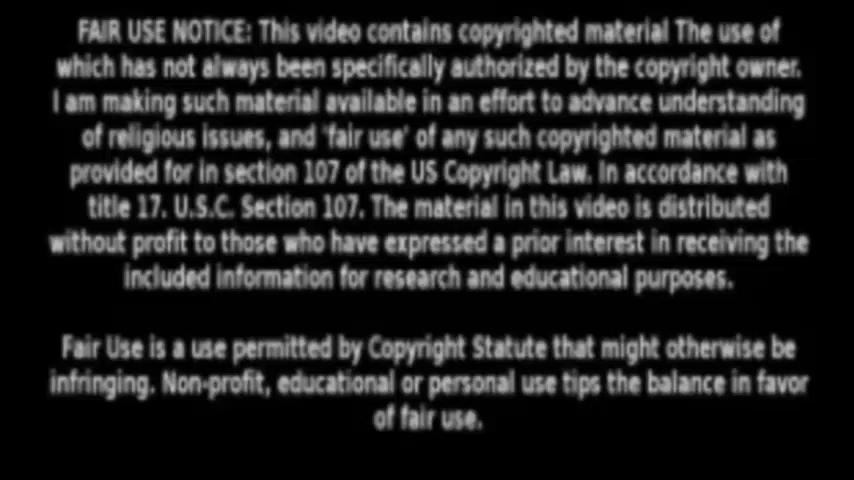 FAIR USE NOTICE: This video contains copyrighted material The use of
which has not always been specifically authorized by the copyright owner.
I am making such material available in an effort to advance understanding
of religious issues, and 'fair use' of any such copyrighted material as
provided for in section 107 of the US Copyright Law. In accordance with
title 17. U.S.C. Section 107. The material in this video is distributed
without profit to those who have expressed a prior interest in receiving the
included information for research and educational purposes.
Fair Use is a use permitted by Copyright Statute that might otherwise be
infringing. Non-profit, educational or personal use tips the balance in favor
of fair use.